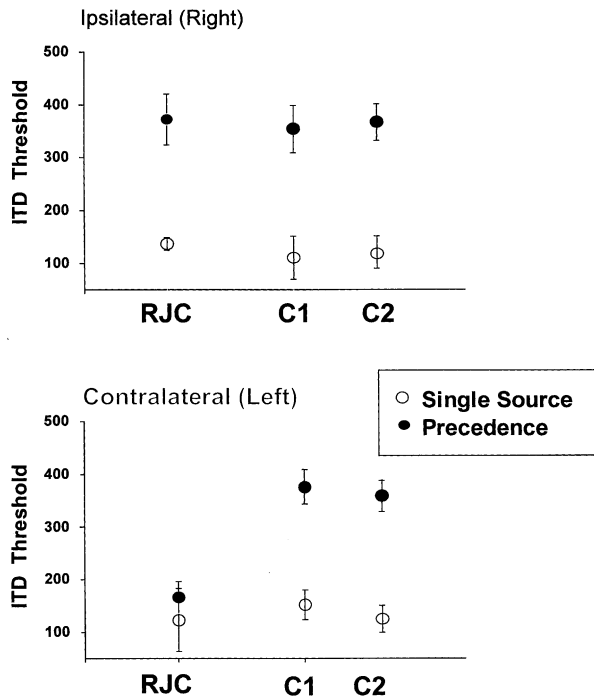 Ipsilateral (Right)
ITD Threshold
500
400
300
200
100
RJC C1 C2
Contralateral (Left)
Single Source
Precedence
ITD Threshold
500
400
300
200
100
RJC C1 C2